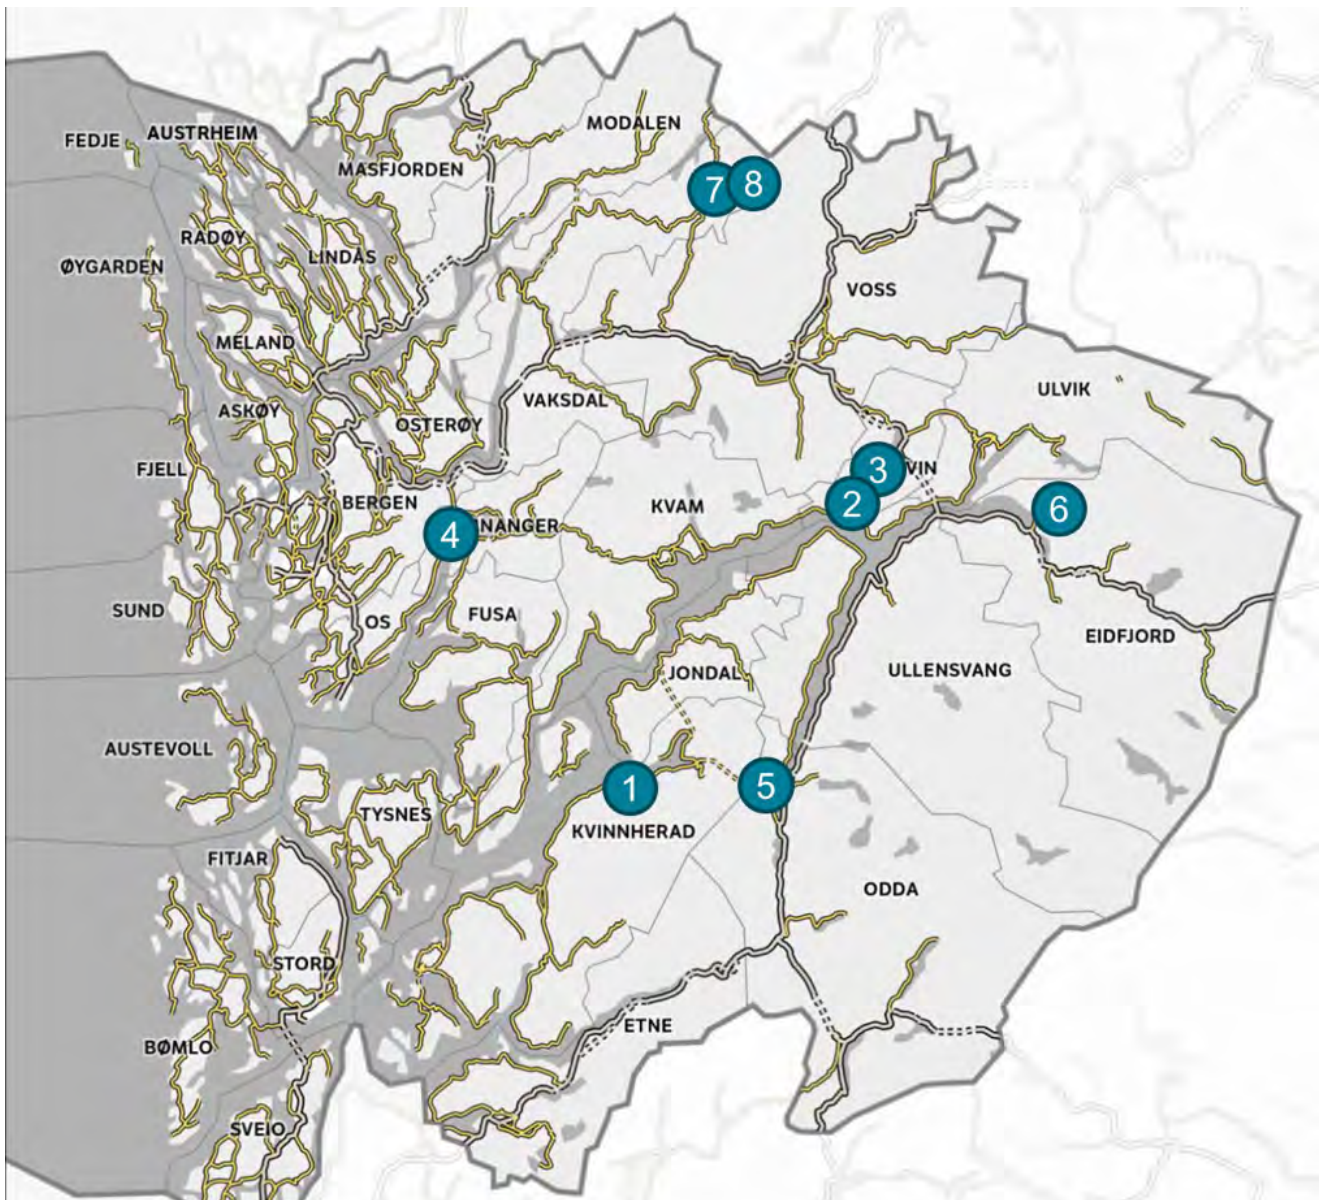 MODALEN
AUSTRHEIM
FEDJE
MASFJORDEN
7
8
RADØY
LINDÅS
ØYGARDEN
VOSS
MELAND
ULVIK
VAKSDAL
ASKØY
OSTERØY
FJELL
3
VIN
BERGEN
KVAM
2
6
4
NANGER
SUND
OS
FUSA
EIDFJORD
JONDAL
ULLENSVANG
AUSTEVOLL
1
5
TYSNES
KVINNHERAD
FITJAR
ODDA
STORD
ETNE
BØMLO
SVEIO